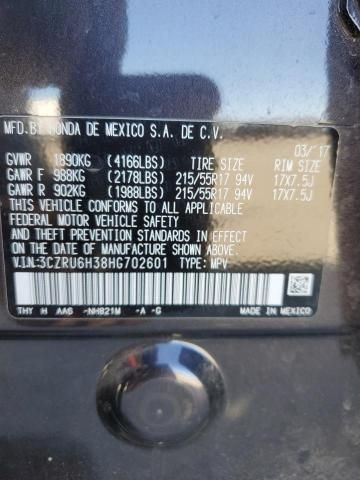 MFD. BY HONDA DE MEXICO S.A. DE C.V.
03/'17
GVWR 1890KG (4166LBS) TIRE SIZE RIM SIZE
GAWR F 988KG (2178LBS) 215/55R17 94V 17X7.5J
GAWR R 902KG (1988LBS) 215/55R17 94V 17X7.5J
THIS VEHICLE CONFORMS TO ALL APPLICABLE
FEDERAL MOTOR VEHICLE SAFETY, BUMPER,
AND THEFT PREVENTION STANDARDS IN EFFECT
ON THE DATE OF MANUFACTURE SHOWN ABOVE.
V.I.N.:3CZRU6H38HG702601 TYPE: MPV
THY H AAS -NH821M -A -G
MADE IN
MEXICO